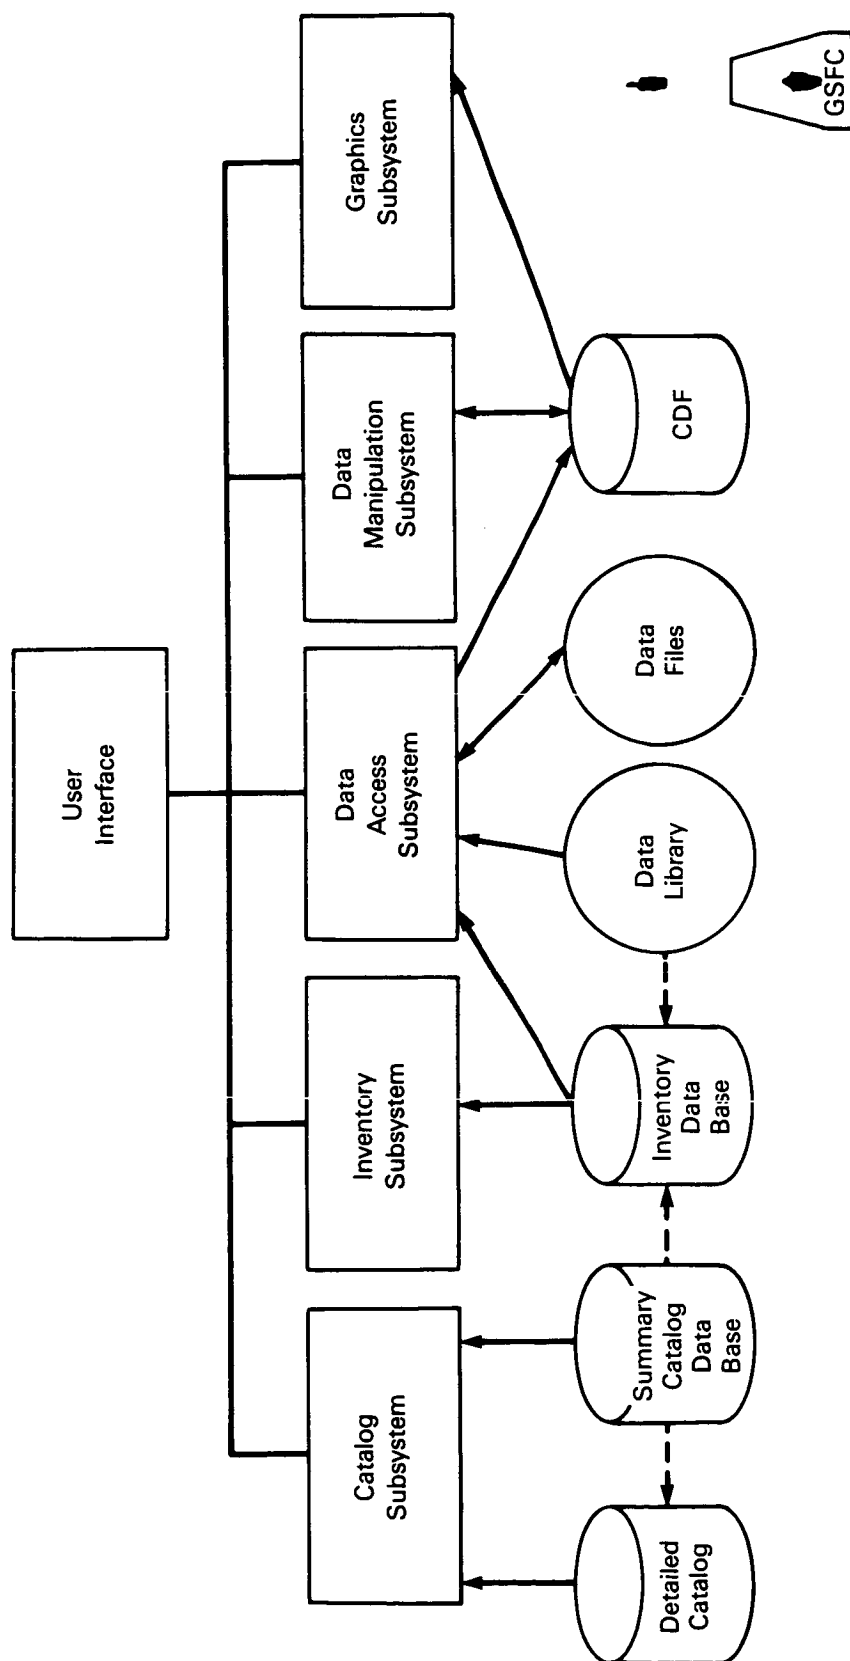 User
Interface
Catalog
Subsystem
Inventory
Subsystem
Data
Access
Subsystem
Data
Manipulation
Subsystem
Graphics
Subsystem
Detailed
Catalog
Summary
Catalog
Data
Base
Inventory
Data
Base
Data
Library
Data
Files
CDF
GSFC